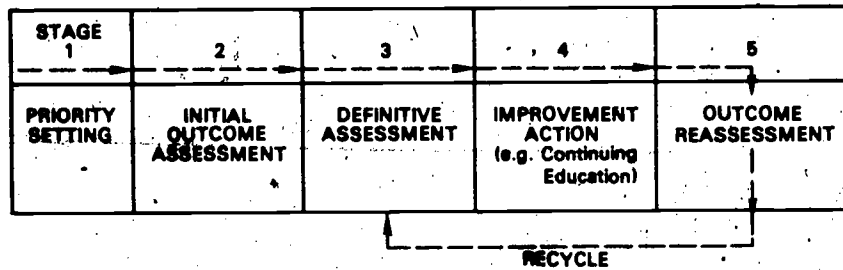 STAGE
1 2 3 4 5
PRIORITY
SETTING
INITIAL
OUTCOME
ASSESSMENT
DEFINITIVE
ASSESSMENT
IMPROVEMENT
ACTION
(e.g. Continuing
Education)
OUTCOME
REASSESSMENT
RECYCLE